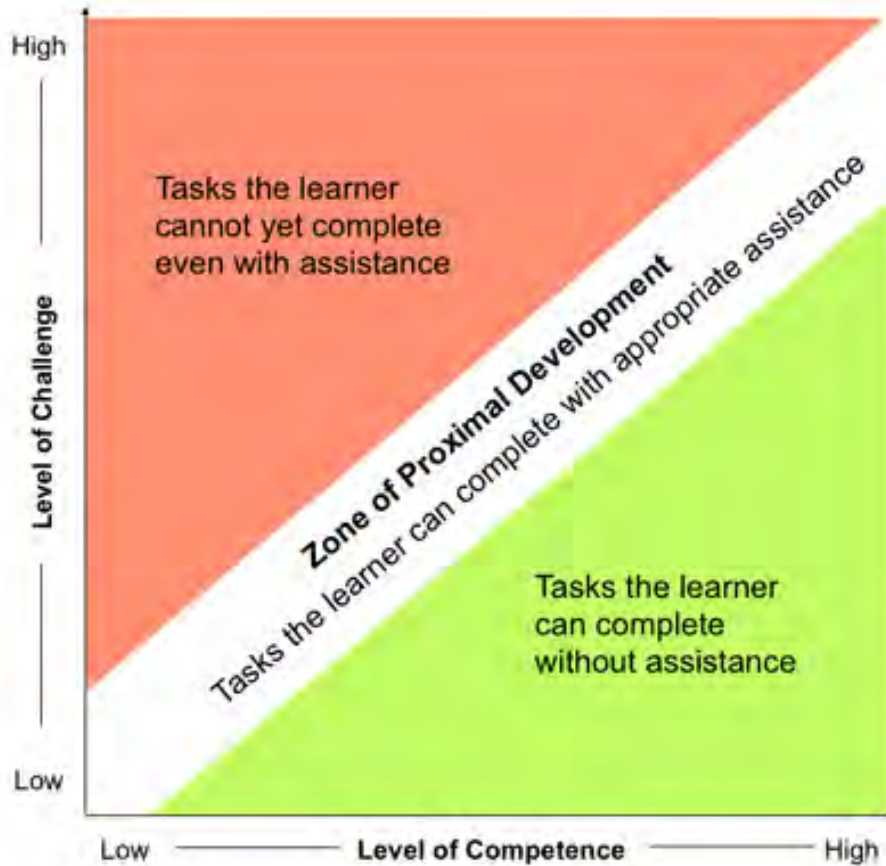 High
Level of Challenge
Low
Tasks the learner
cannot yet complete
even with assistance
Zone of Proximal Development
Tasks the learner can complete with appropriate assistance
Tasks the learner
can complete
without assistance
Low
Level of Competence
High